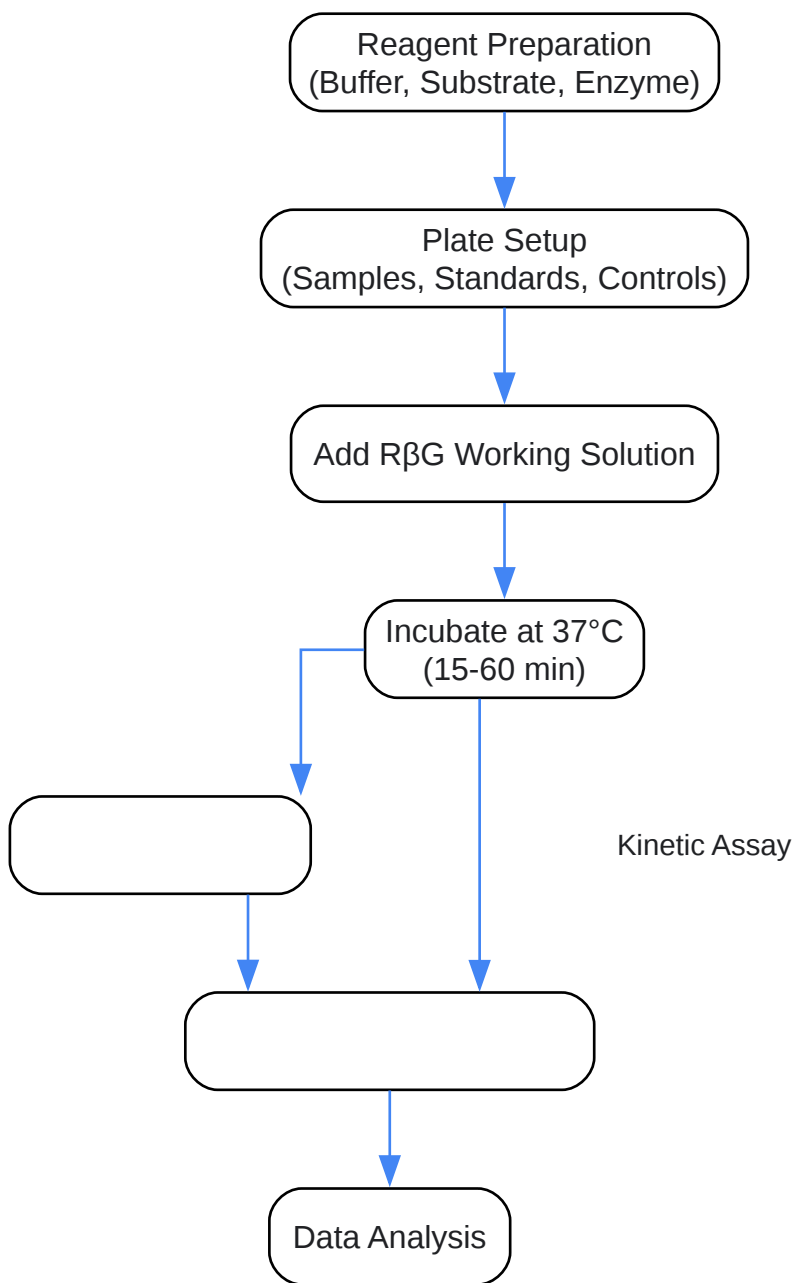 Reagent Preparation
(Buffer, Substrate, Enzyme)
Plate Setup
(Samples, Standards, Controls)
Add RβG Working Solution
Incubate at 37°C
(15-60 min)
Kinetic Assay
Data Analysis